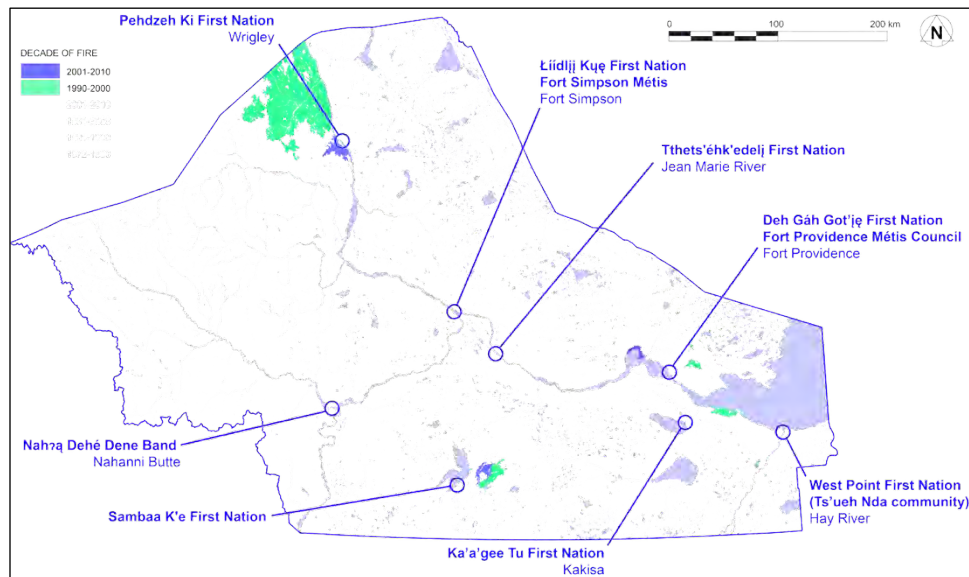 Pehdzeh Ki First Nation
Wrigley
0 100 200 km
N
DECADE OF FIRE
2001-2010
1990-2000
Łíídlįį Kųę First Nation
Fort Simpson Métis
Fort Simpson
Tthets'éhk'edelį First Nation
Jean Marie River
Deh Gáh Got'įę First Nation
Fort Providence Métis Council
Fort Providence
Nahɂą Dehé Dene Band
Nahanni Butte
Sambaa K'e First Nation
Ka'a'gee Tu First Nation
Kakisa
West Point First Nation
(Ts'ueh Nda community)
Hay River